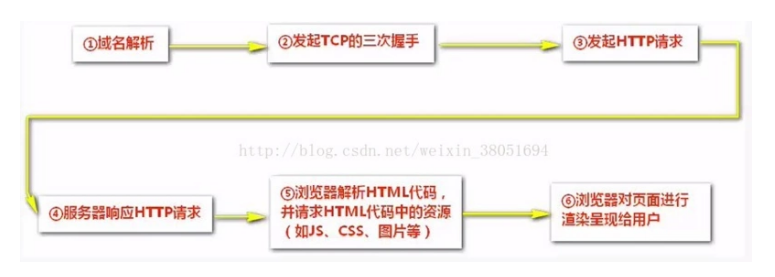 ①域名解析
②发起TCP的三次握手
③发起HTTP请求
http://blog.csdn.net/weixin_38051694
④服务器响应HTTP请求
⑤浏览器解析HTML代码，
并请求HTML代码中的资源
（如JS、CSS、图片等）
⑥浏览器对页面进行
渲染呈现给用户